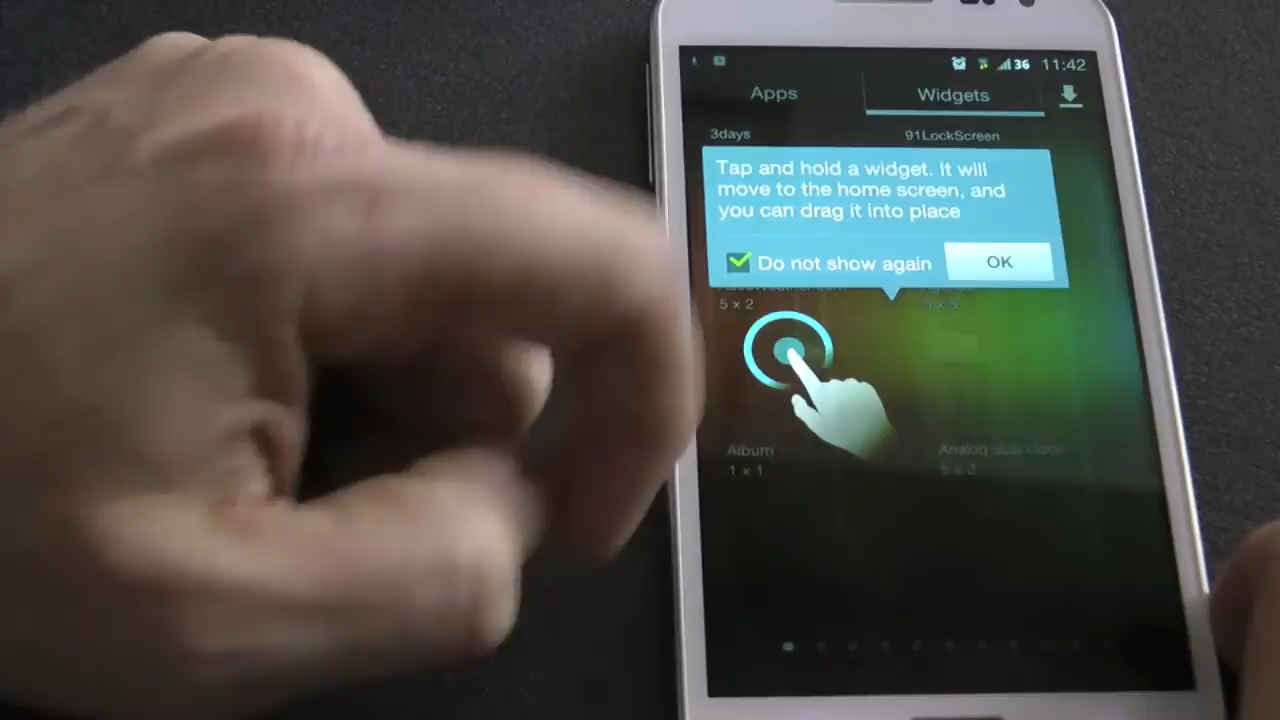 36 11:42
Apps
Widgets
3days
91LockScreen
Tap and hold a widget. It will
move to the home screen, and
you can drag it into place
Do not show again
OK
5 x 2
5 x 5
Album
Analog dual clock
1 x 1
5 x 2